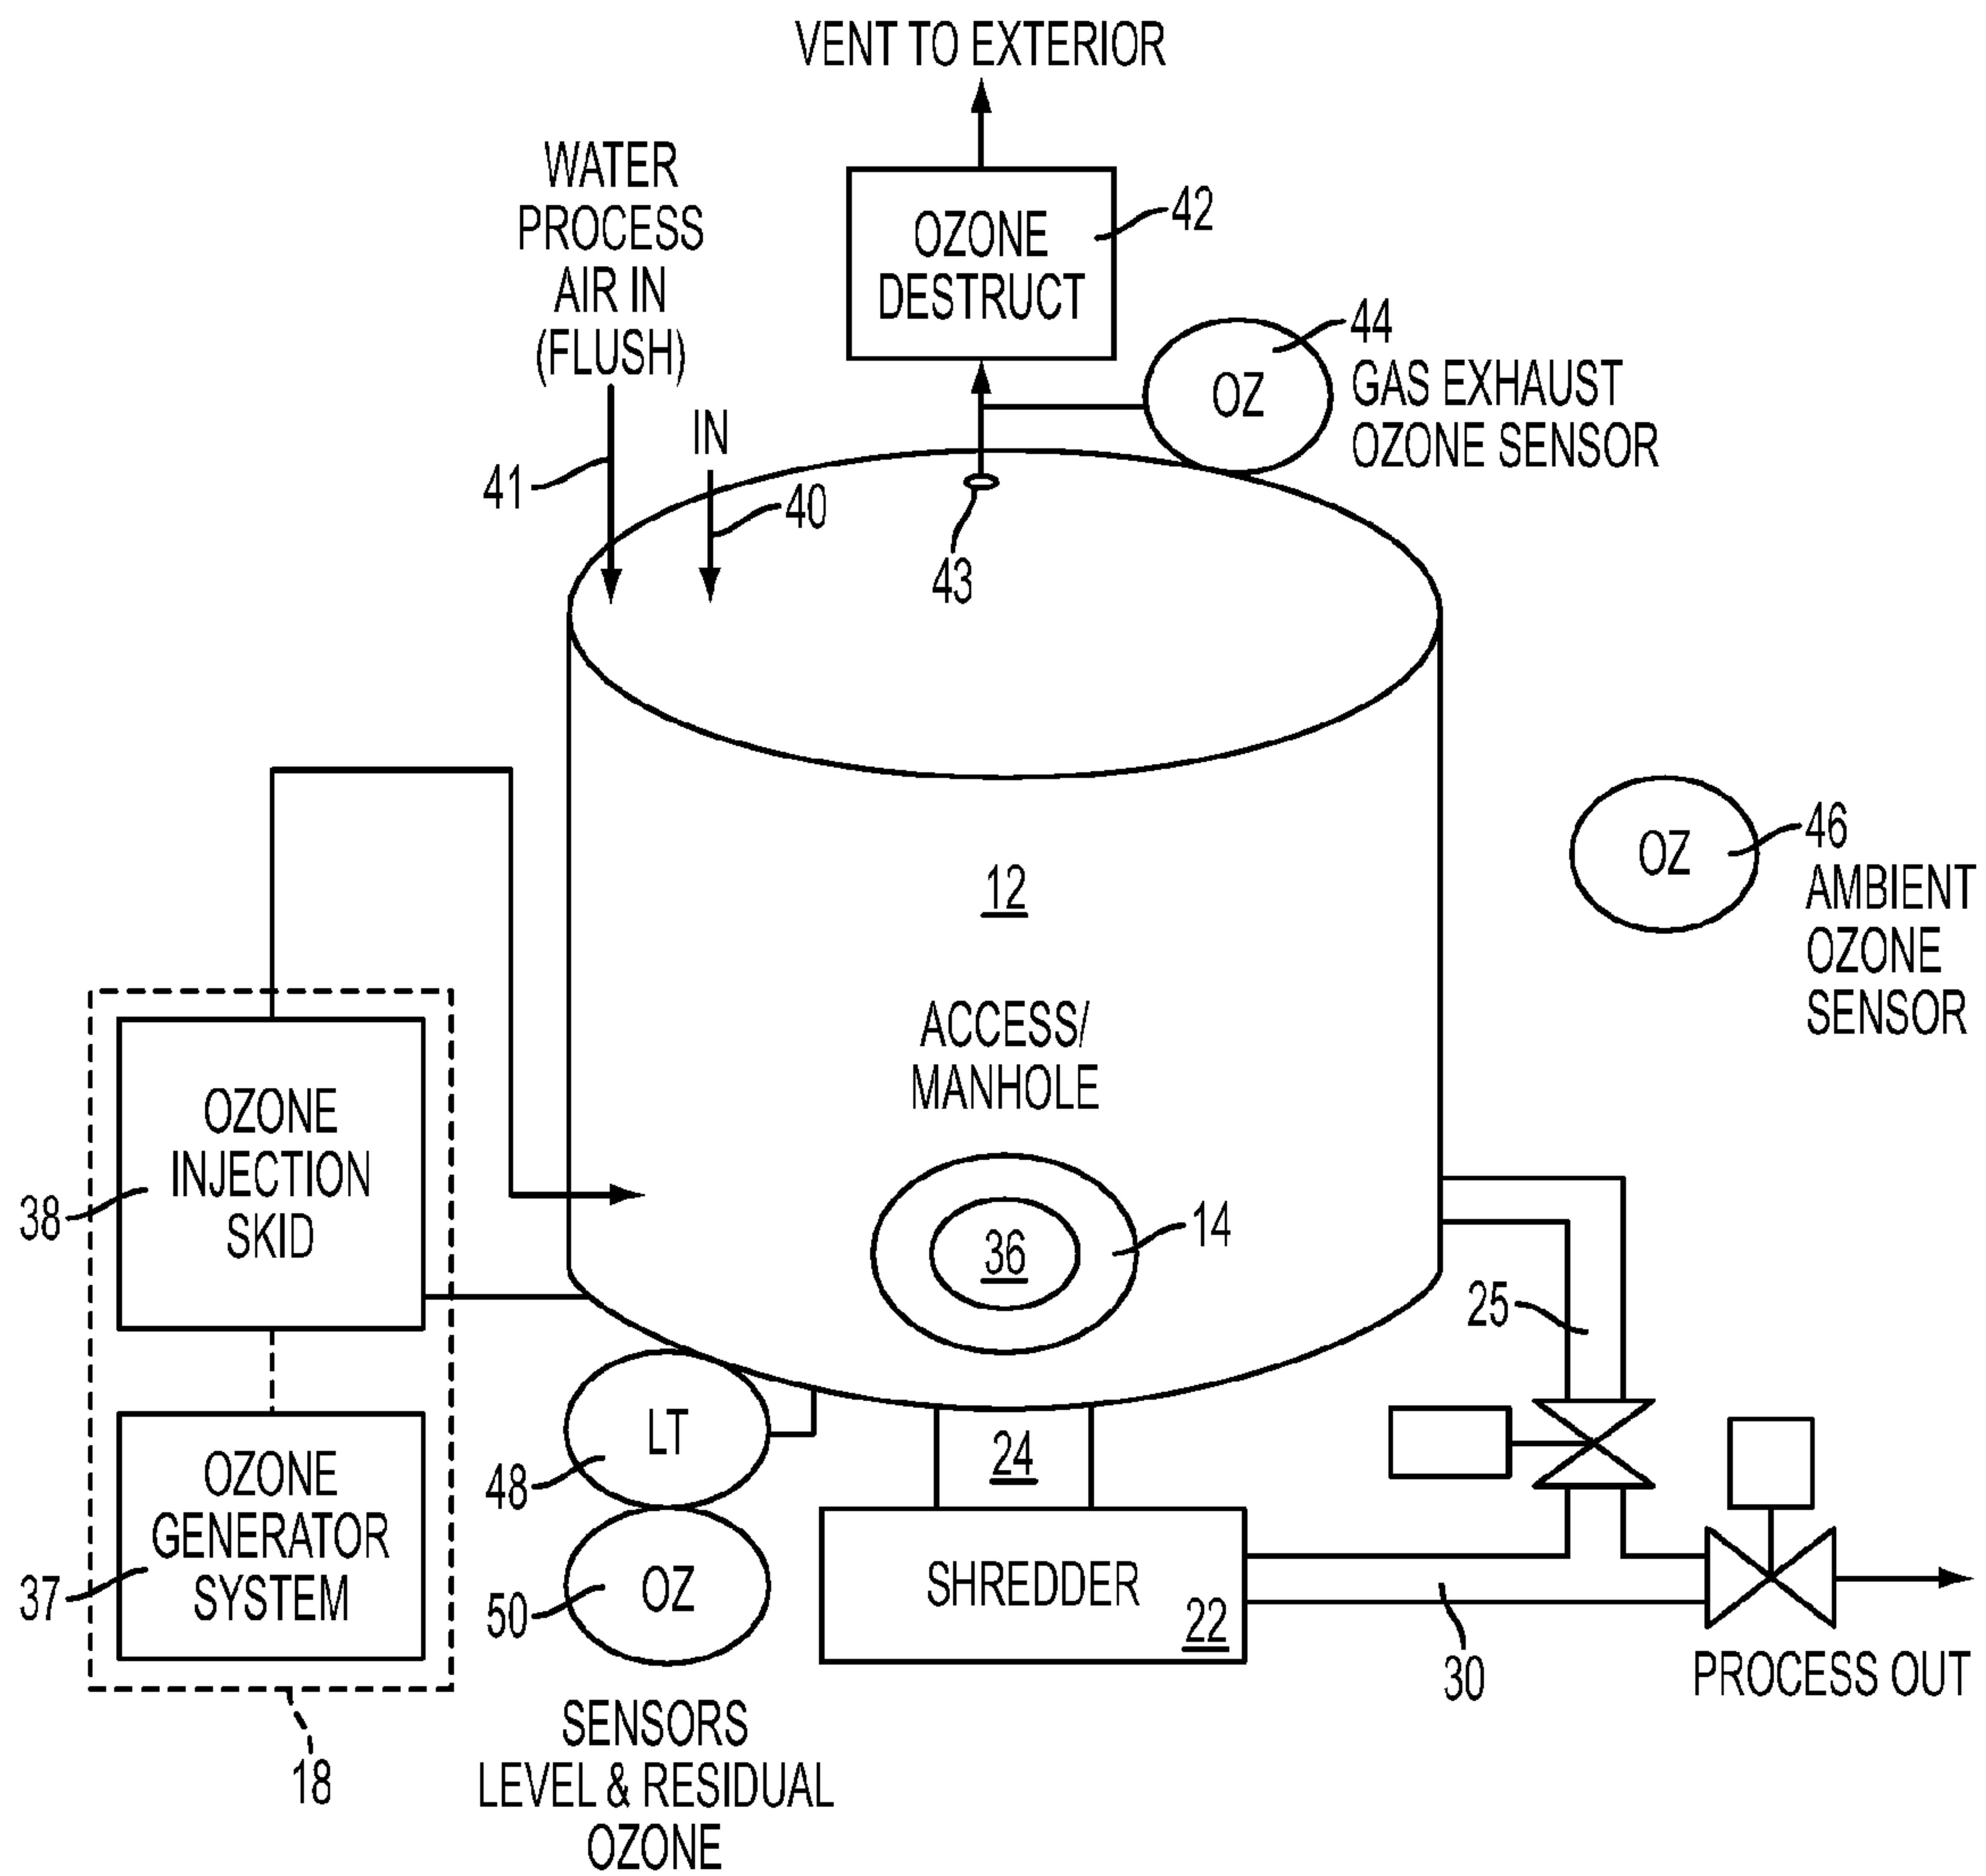 VENT TO EXTERIOR
WATER
PROCESS
AIR IN
(FLUSH)
OZONE
DESTRUCT
42
44
GAS EXHAUST
OZONE SENSOR
OZ
IN
41
40
43
12
OZ
46
AMBIENT
OZONE
SENSOR
ACCESS/
MANHOLE
OZONE
INJECTION
SKID
38
36
14
25
LT
48
24
OZONE
GENERATOR
SYSTEM
37
OZ
50
SHREDDER
22
30
PROCESS OUT
18
SENSORS
LEVEL & RESIDUAL
OZONE